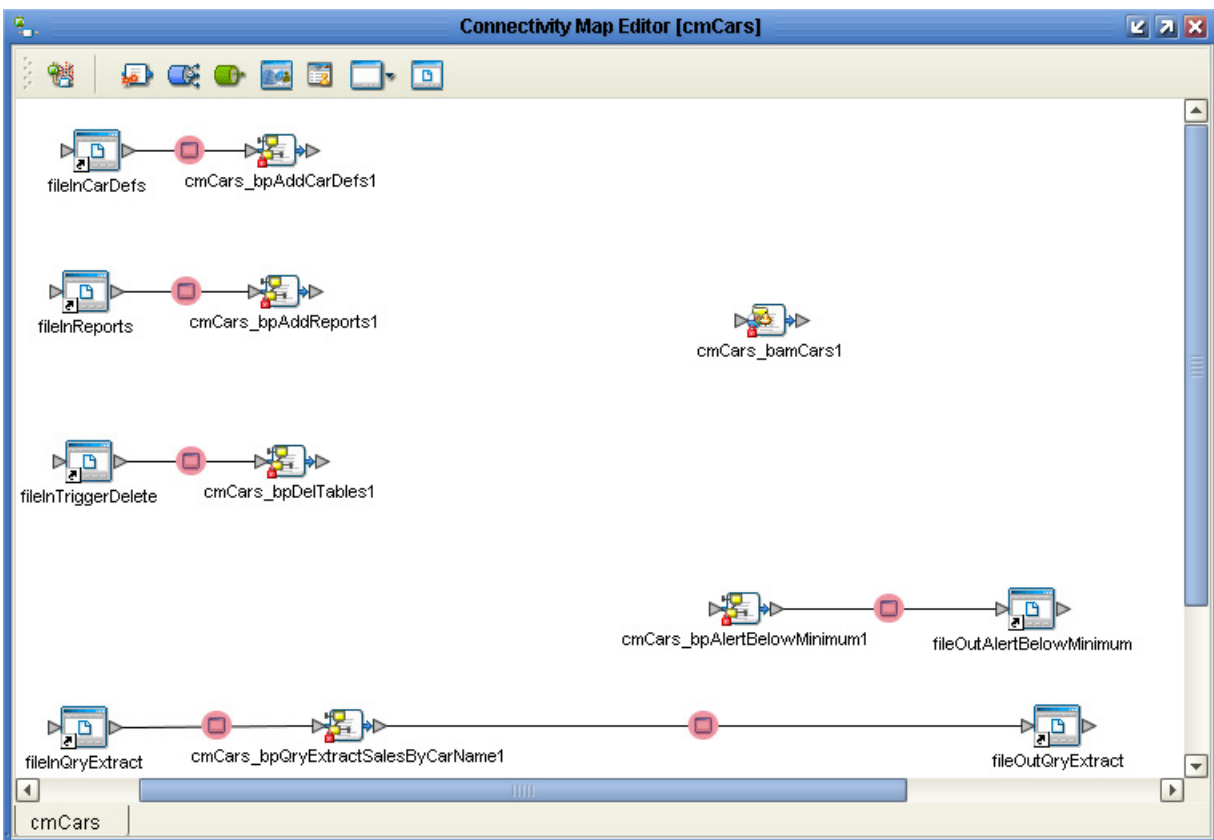 Connectivity Map Editor [cmCars]
fileInCarDefs
cmCars_bpAddCarDefs1
fileInReports
cmCars_bpAddReports1
cmCars_bamCars1
fileInTriggerDelete
cmCars_bpDelTables1
cmCars_bpAlertBelowMinimum1
fileOutAlertBelowMinimum
fileInQryExtract
cmCars_bpQryExtractSalesByCarName1
fileOutQryExtract
cmCars